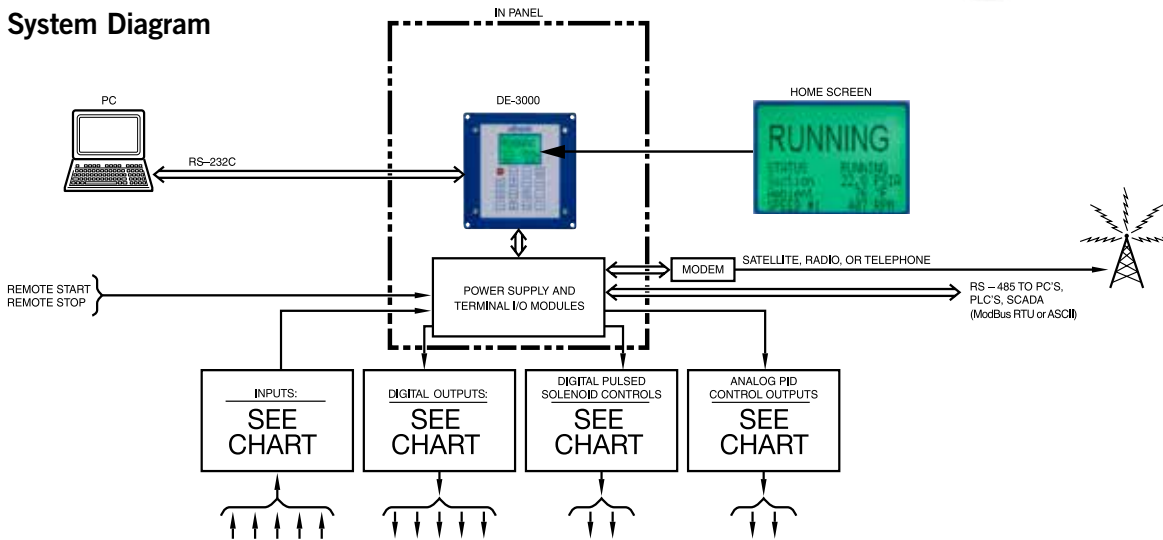 System Diagram
IN PANEL
PC
DE-3000
HOME SCREEN
RS-232C
RUNNING
STATUS RUNNING
SATELLITE, RADIO, OR TELEPHONE
MODEM
REMOTE START
REMOTE STOP
POWER SUPPLY AND
TERMINAL I/O MODULES
RS – 485 TO PC'S,
PLC'S, SCADA
(ModBus RTU or ASCII)
INPUTS:
SEE
CHART
DIGITAL OUTPUTS:
SEE
CHART
DIGITAL PULSED
SOLENOID CONTROLS
SEE
CHART
ANALOG PID
CONTROL OUTPUTS
SEE
CHART